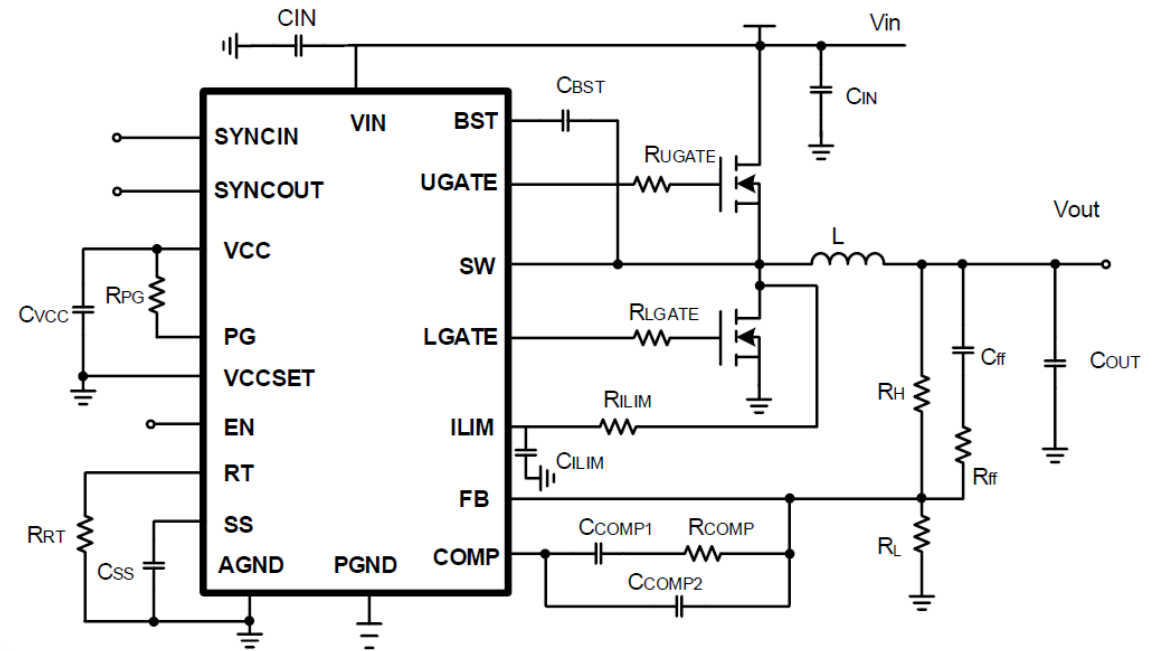 CIN
Vin
CBST
CIN
VIN
BST
SYNCIN
RUGATE
UGATE
SYNCOUT
Vout
L
VCC
SW
RPG
CVCC
RLGATE
PG
LGATE
Cff
COUT
VCCSET
RH
RILIM
EN
ILIM
CILIM
RT
Rff
FB
SS
CCOMP1
RCOMP
RRT
RL
COMP
CSS
AGND
PGND
CCOMP2